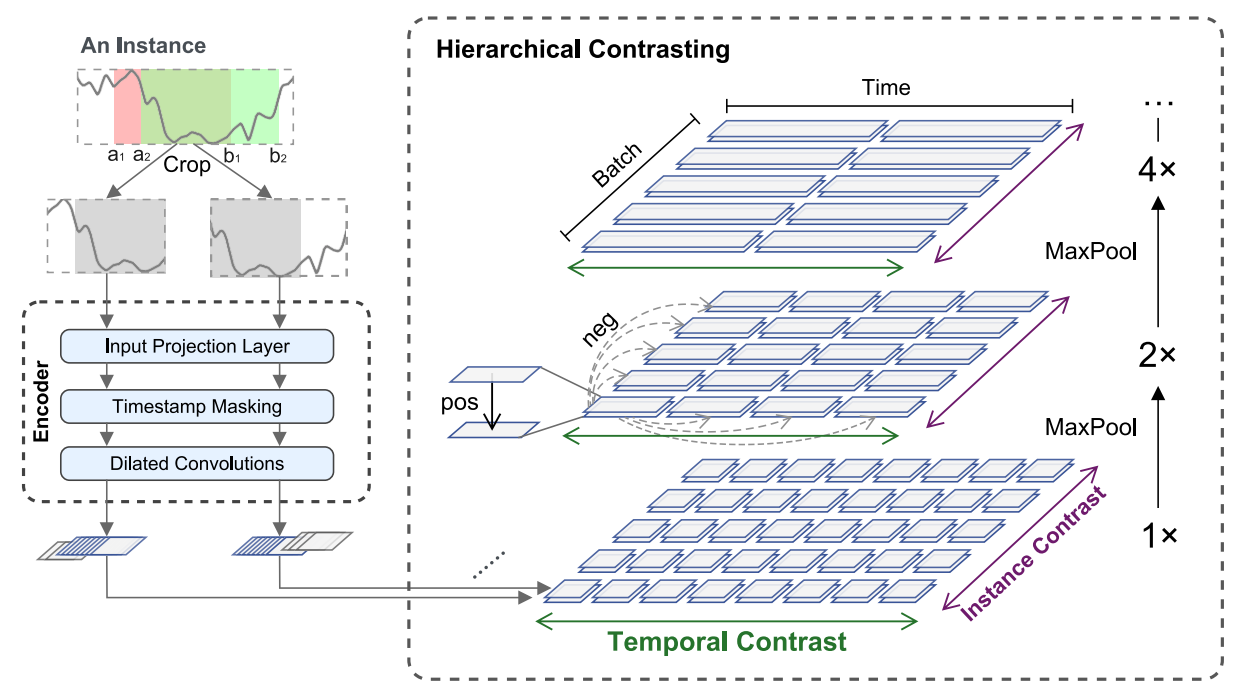 An Instance
a₁ a₂ b₁ b₂
Crop
Encoder
Input Projection Layer
Timestamp Masking
Dilated Convolutions
Hierarchical Contrasting
Time
Batch
...
4×
MaxPool
neg
2×
pos
MaxPool
1×
Instance Contrast
......
Temporal Contrast